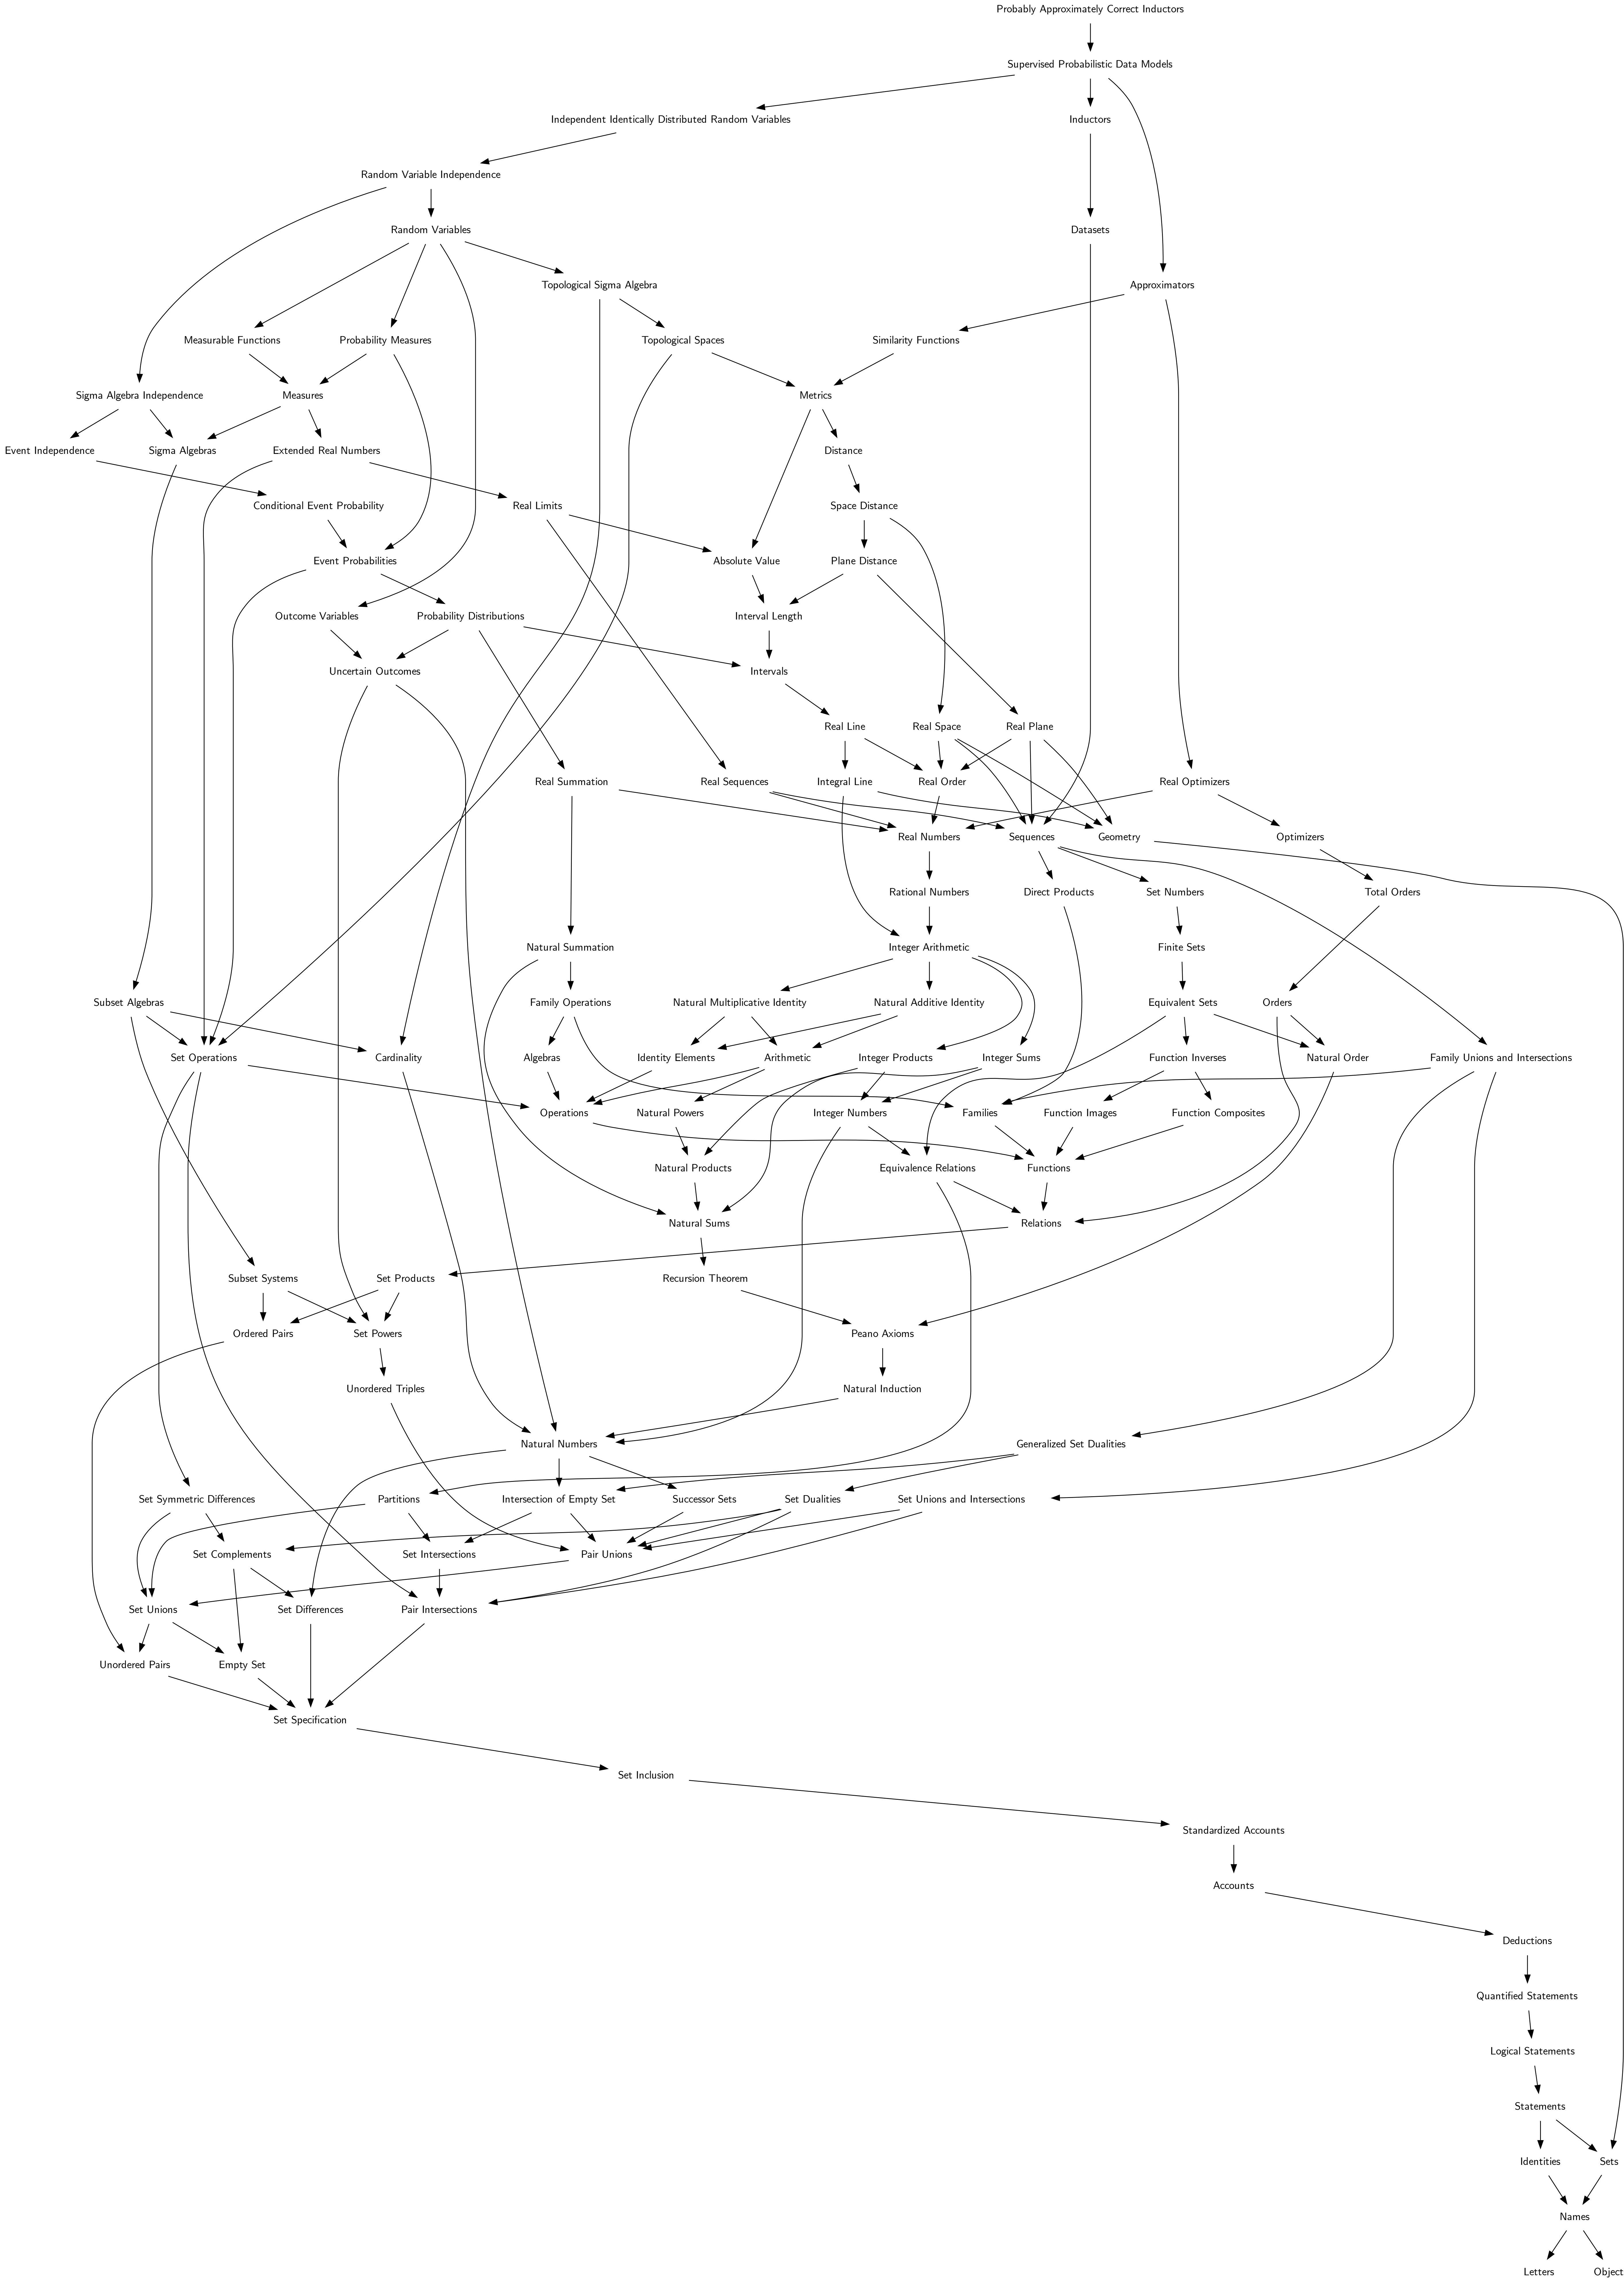 Probably Approximately Correct Inductors
Supervised Probabilistic Data Models
Independent Identically Distributed Random Variables
Inductors
Random Variable Independence
Random Variables
Datasets
Topological Sigma Algebra
Approximators
Measurable Functions
Probability Measures
Topological Spaces
Similarity Functions
Sigma Algebra Independence
Measures
Metrics
Event Independence
Sigma Algebras
Extended Real Numbers
Distance
Conditional Event Probability
Real Limits
Space Distance
Event Probabilities
Absolute Value
Plane Distance
Outcome Variables
Probability Distributions
Interval Length
Uncertain Outcomes
Intervals
Real Line
Real Space
Real Plane
Real Summation
Real Sequences
Integral Line
Real Order
Real Optimizers
Real Numbers
Sequences
Geometry
Optimizers
Rational Numbers
Direct Products
Set Numbers
Total Orders
Natural Summation
Integer Arithmetic
Finite Sets
Subset Algebras
Family Operations
Natural Multiplicative Identity
Natural Additive Identity
Equivalent Sets
Orders
Set Operations
Cardinality
Algebras
Identity Elements
Arithmetic
Integer Products
Integer Sums
Function Inverses
Natural Order
Family Unions and Intersections
Operations
Natural Powers
Integer Numbers
Families
Function Images
Function Composites
Natural Products
Equivalence Relations
Functions
Natural Sums
Relations
Subset Systems
Set Products
Recursion Theorem
Ordered Pairs
Set Powers
Peano Axioms
Unordered Triples
Natural Induction
Natural Numbers
Generalized Set Dualities
Set Symmetric Differences
Partitions
Intersection of Empty Set
Successor Sets
Set Dualities
Set Unions and Intersections
Set Complements
Set Intersections
Pair Unions
Set Unions
Set Differences
Pair Intersections
Unordered Pairs
Empty Set
Set Specification
Set Inclusion
Standardized Accounts
Accounts
Deductions
Quantified Statements
Logical Statements
Statements
Identities
Sets
Names
Letters
Object